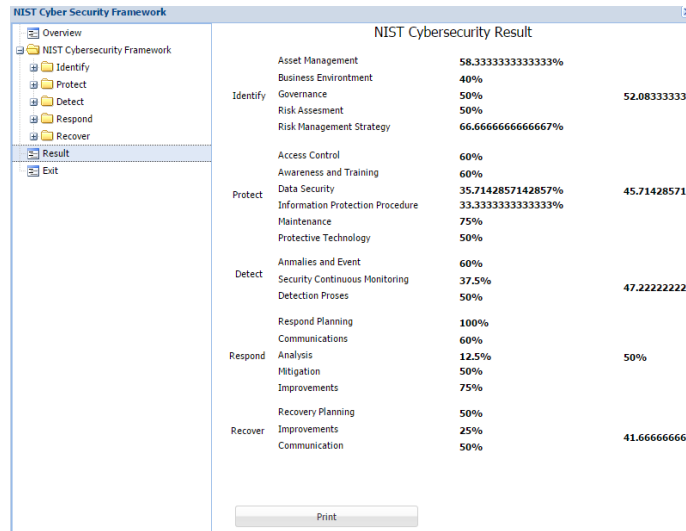 NIST Cyber Security Framework
Overview
NIST Cybersecurity Framework
Identify
Protect
Detect
Respond
Recover
Result
Exit
NIST Cybersecurity Result
Identify
Asset Management 58.3333333333333%
Business Environtment 40%
Governance 50%
Risk Assesment 50%
Risk Management Strategy 66.6666666666667%
52.08333333
Protect
Access Control 60%
Awareness and Training 60%
Data Security 35.7142857142857%
Information Protection Procedure 33.3333333333333%
Maintenance 75%
Protective Technology 50%
45.71428571
Detect
Anmalies and Event 60%
Security Continuous Monitoring 37.5%
Detection Proses 50%
47.22222222
Respond
Respond Planning 100%
Communications 60%
Analysis 12.5%
Mitigation 50%
Improvements 75%
50%
Recover
Recovery Planning 50%
Improvements 25%
Communication 50%
41.66666666
Print